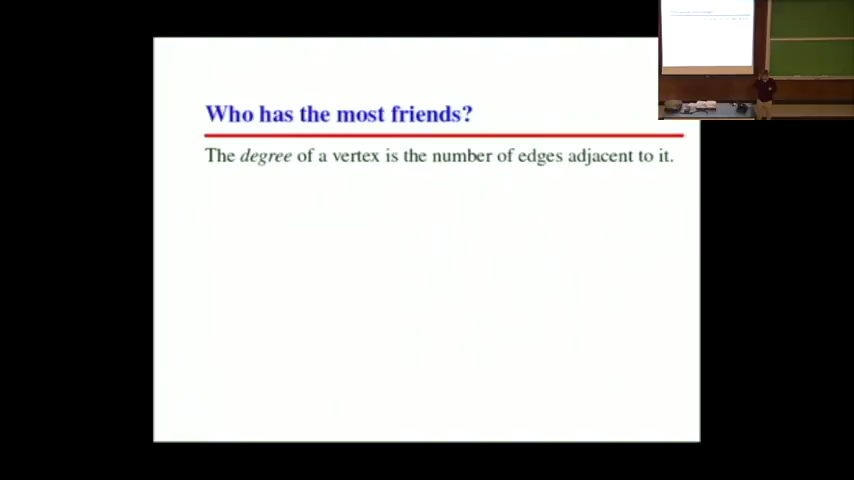 Who has the most friends?
The degree of a vertex is the number of edges adjacent to it.